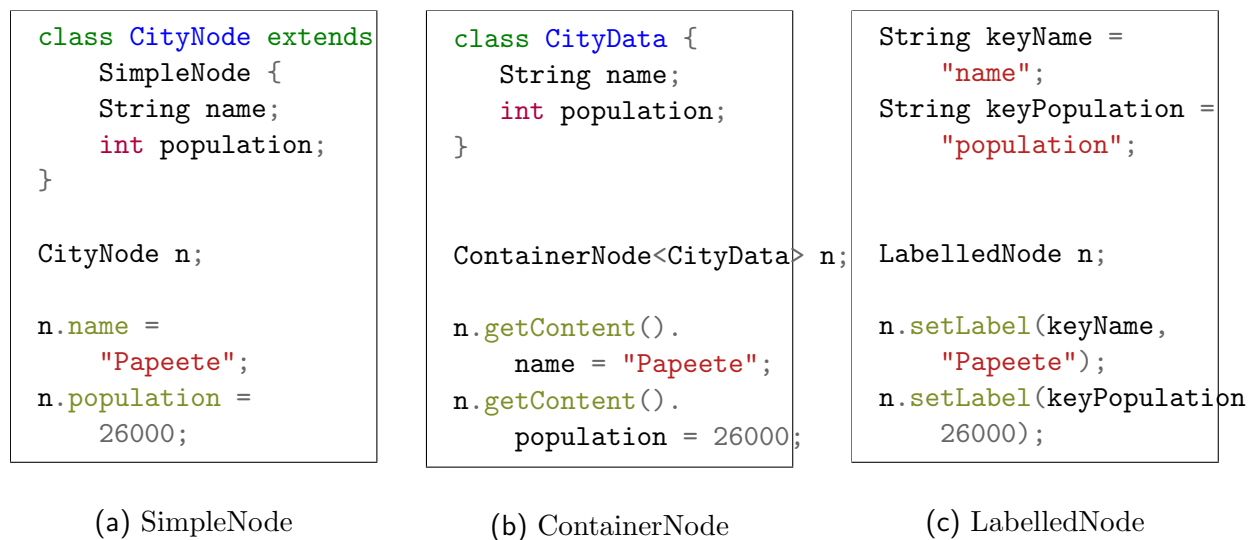 class CityNode extends
    SimpleNode {
    String name;
    int population;
}

CityNode n;

n.name =
    "Papeete";
n.population =
    26000;
(a) SimpleNode
class CityData {
   String name;
   int population;
}

ContainerNode<CityData> n;

n.getContent().
    name = "Papeete";
n.getContent().
    population = 26000;
(b) ContainerNode
String keyName =
    "name";
String keyPopulation =
    "population";

LabelledNode n;

n.setLabel(keyName,
    "Papeete");
n.setLabel(keyPopulation
    26000);
(c) LabelledNode